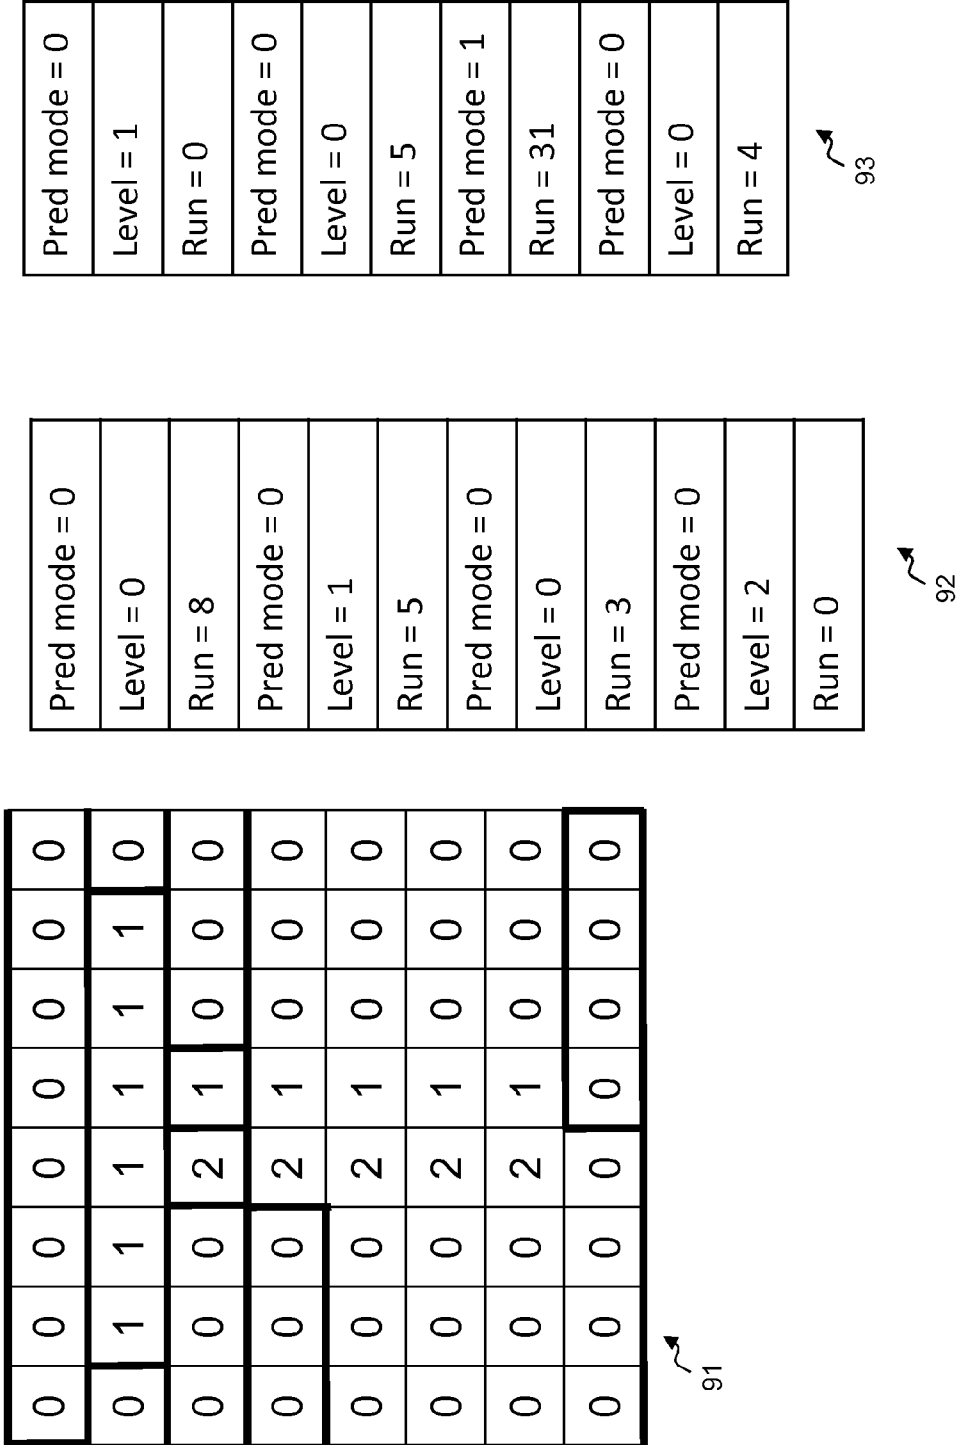 0 0 0 0 0 0 0 0
0 1 1 1 1 1 1 0
0 0 0 2 1 0 0 0
0 0 0 2 1 0 0 0
0 0 0 2 1 0 0 0
0 0 0 2 1 0 0 0
0 0 0 2 1 0 0 0
0 0 0 0 0 0 0 0
91
Pred mode = 0
Level = 0
Run = 8
Pred mode = 0
Level = 1
Run = 5
Pred mode = 0
Level = 0
Run = 3
Pred mode = 0
Level = 2
Run = 0
92
Pred mode = 0
Level = 1
Run = 0
Pred mode = 0
Level = 0
Run = 5
Pred mode = 1
Run = 31
Pred mode = 0
Level = 0
Run = 4
93